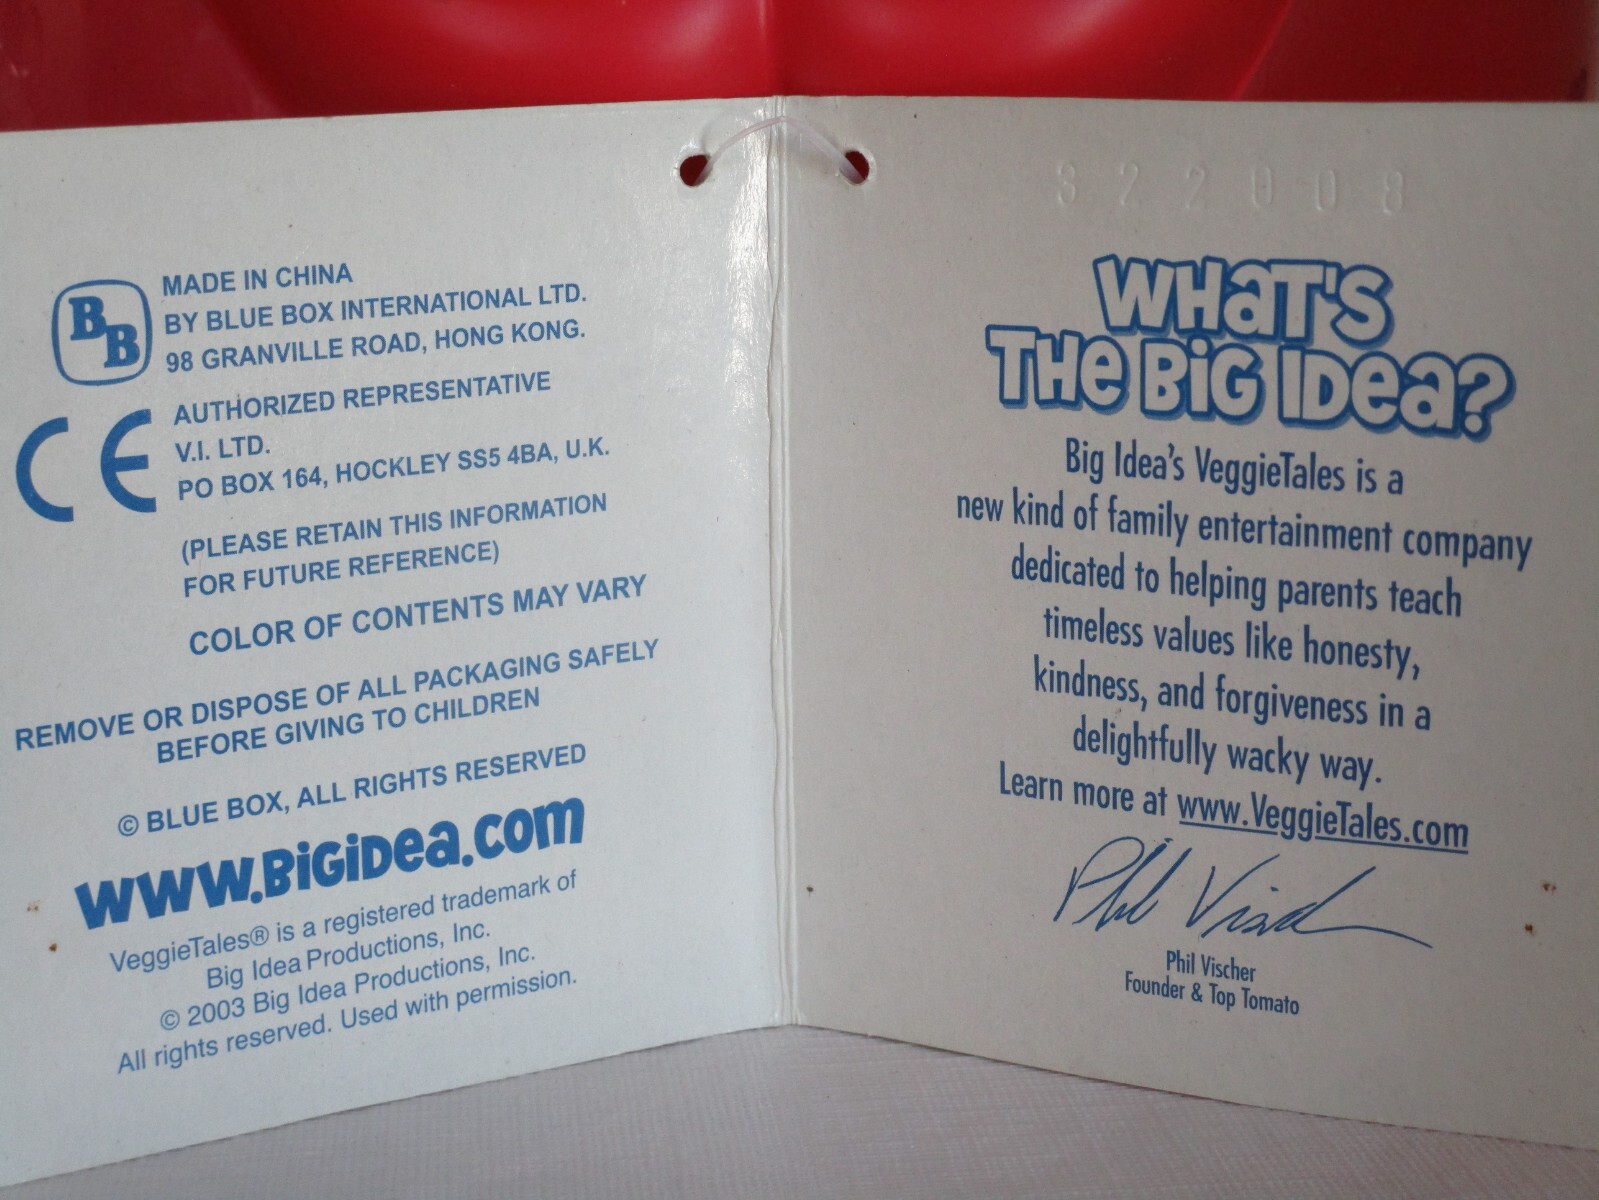 BB
MADE IN CHINA
BY BLUE BOX INTERNATIONAL LTD.
98 GRANVILLE ROAD, HONG KONG.
CE
AUTHORIZED REPRESENTATIVE
V.I. LTD.
PO BOX 164, HOCKLEY SS5 4BA, U.K.
(PLEASE RETAIN THIS INFORMATION
FOR FUTURE REFERENCE)
COLOR OF CONTENTS MAY VARY
REMOVE OR DISPOSE OF ALL PACKAGING SAFELY
BEFORE GIVING TO CHILDREN
© BLUE BOX, ALL RIGHTS RESERVED
WWW.BiGiDea.com
VeggieTales® is a registered trademark of
Big Idea Productions, Inc.
© 2003 Big Idea Productions, Inc.
All rights reserved. Used with permission.
322008
WHaT'S
THe BiG IDea?
Big Idea's VeggieTales is a
new kind of family entertainment company
dedicated to helping parents teach
timeless values like honesty,
kindness, and forgiveness in a
delightfully wacky way.
Learn more at www.VeggieTales.com
Phil Vischer
Phil Vischer
Founder & Top Tomato